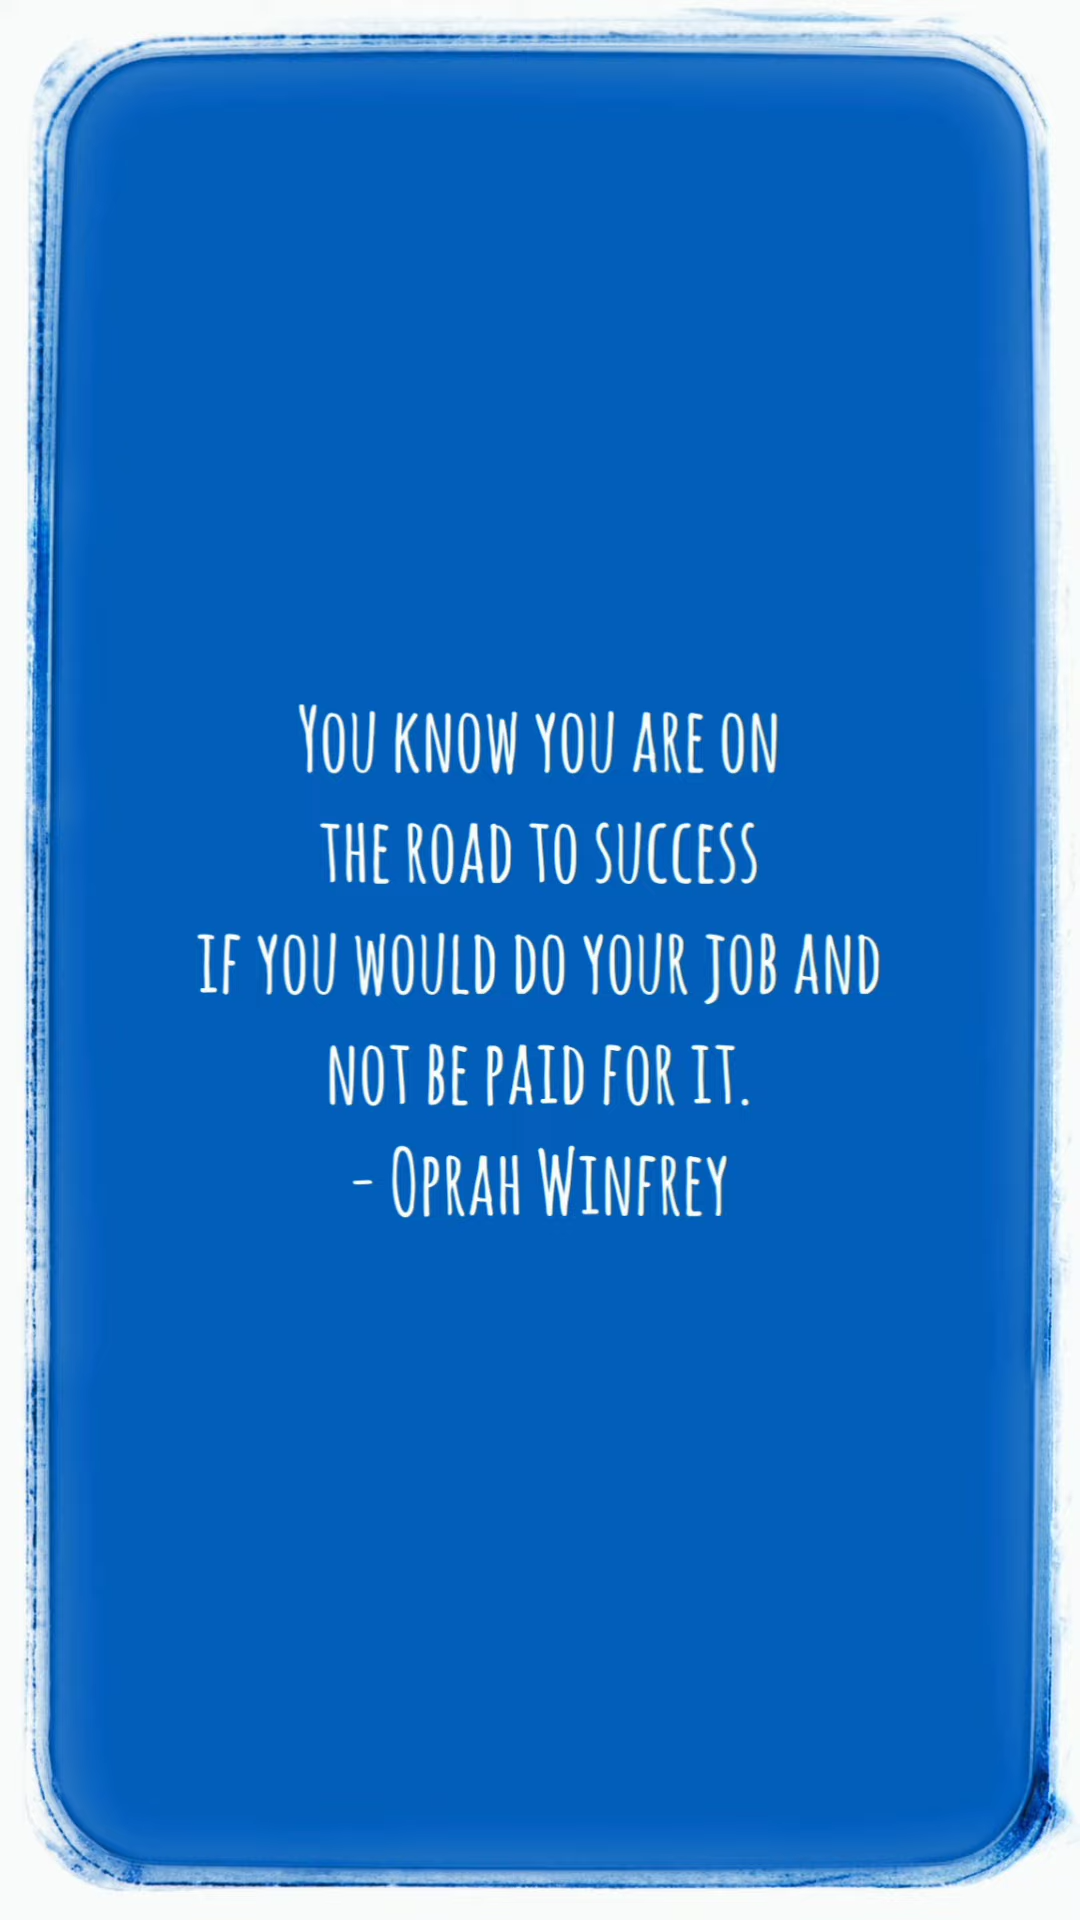 You know you are on
the road to success
if you would do your job and
not be paid for it.
- Oprah Winfrey